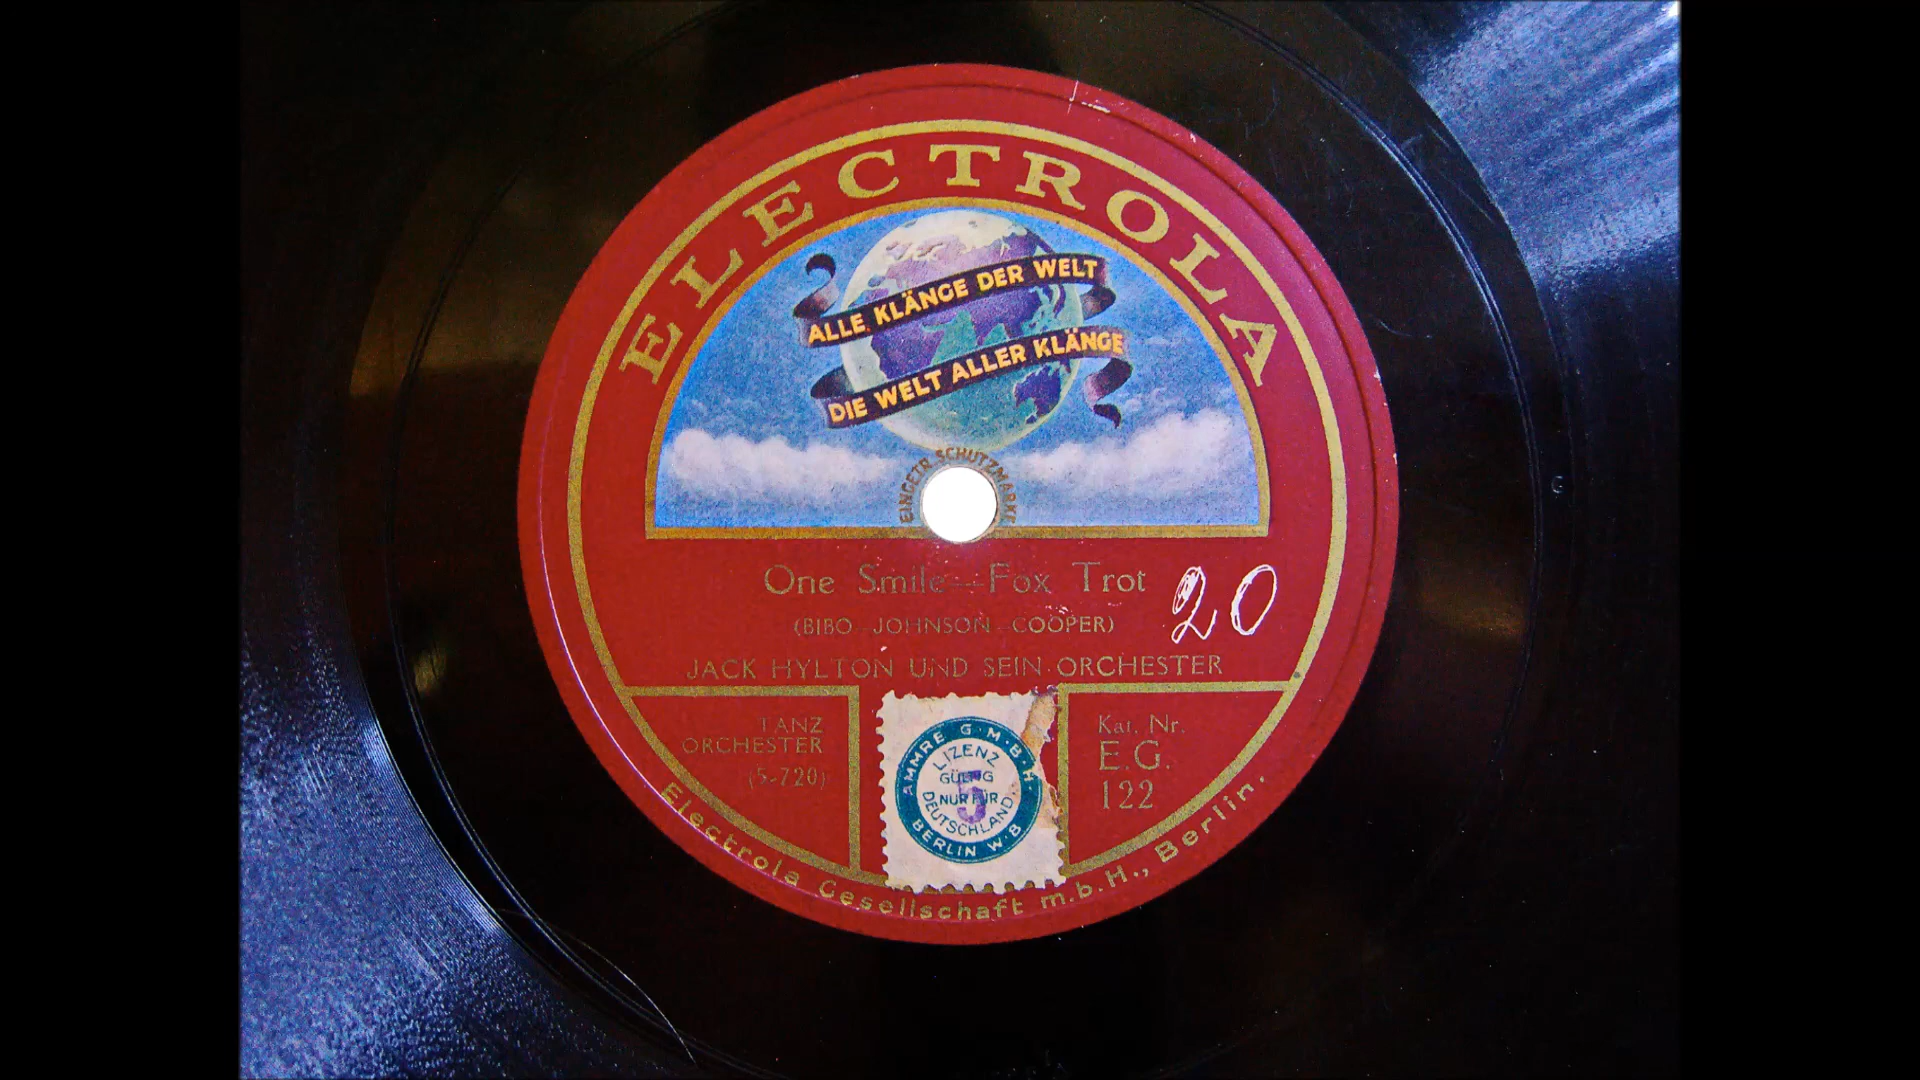 ELECTROLA
ALLE KLÄNGE DER WELT
DIE WELT ALLER KLÄNGE
EINGETR. SCHUTZMARKE
One Smile—Fox Trot
20
(BIBO—JOHNSON—COOPER)
JACK HYLTON UND SEIN ORCHESTER
TANZ
ORCHESTER
(5-720)
Kat. Nr.
E.G.
122
AMMRE G·M·B·H·
LIZENZ
GÜLTIG
5
NUR FÜR
DEUTSCHLAND
BERLIN W·8
Electrola Gesellschaft m.b.H., Berlin.
G